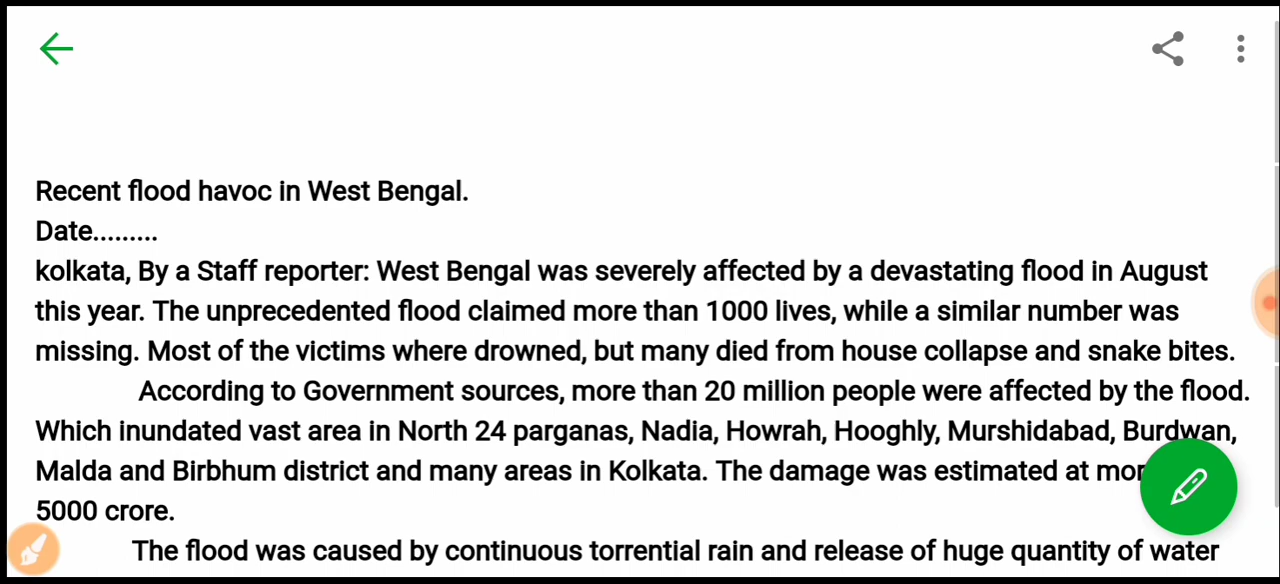 Recent flood havoc in West Bengal.
Date.........
kolkata, By a Staff reporter: West Bengal was severely affected by a devastating flood in August
this year. The unprecedented flood claimed more than 1000 lives, while a similar number was
missing. Most of the victims where drowned, but many died from house collapse and snake bites.
According to Government sources, more than 20 million people were affected by the flood.
Which inundated vast area in North 24 parganas, Nadia, Howrah, Hooghly, Murshidabad, Burdwan,
Malda and Birbhum district and many areas in Kolkata. The damage was estimated at
5000 crore.
The flood was caused by continuous torrential rain and release of huge quantity of water